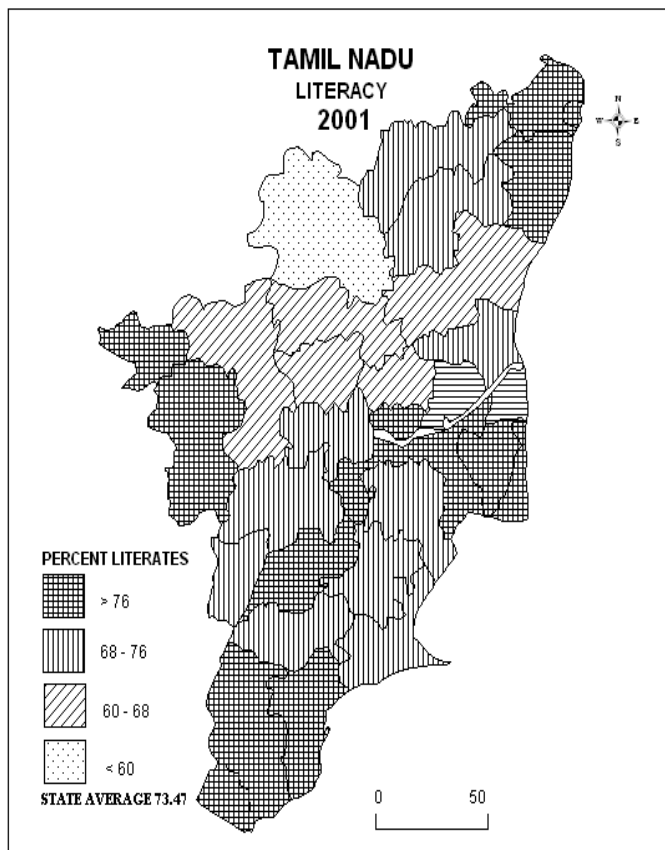 TAMIL NADU
LITERACY
2001
N
W E
S
PERCENT LITERATES
> 76
68 - 76
60 - 68
< 60
STATE AVERAGE 73.47
0 50